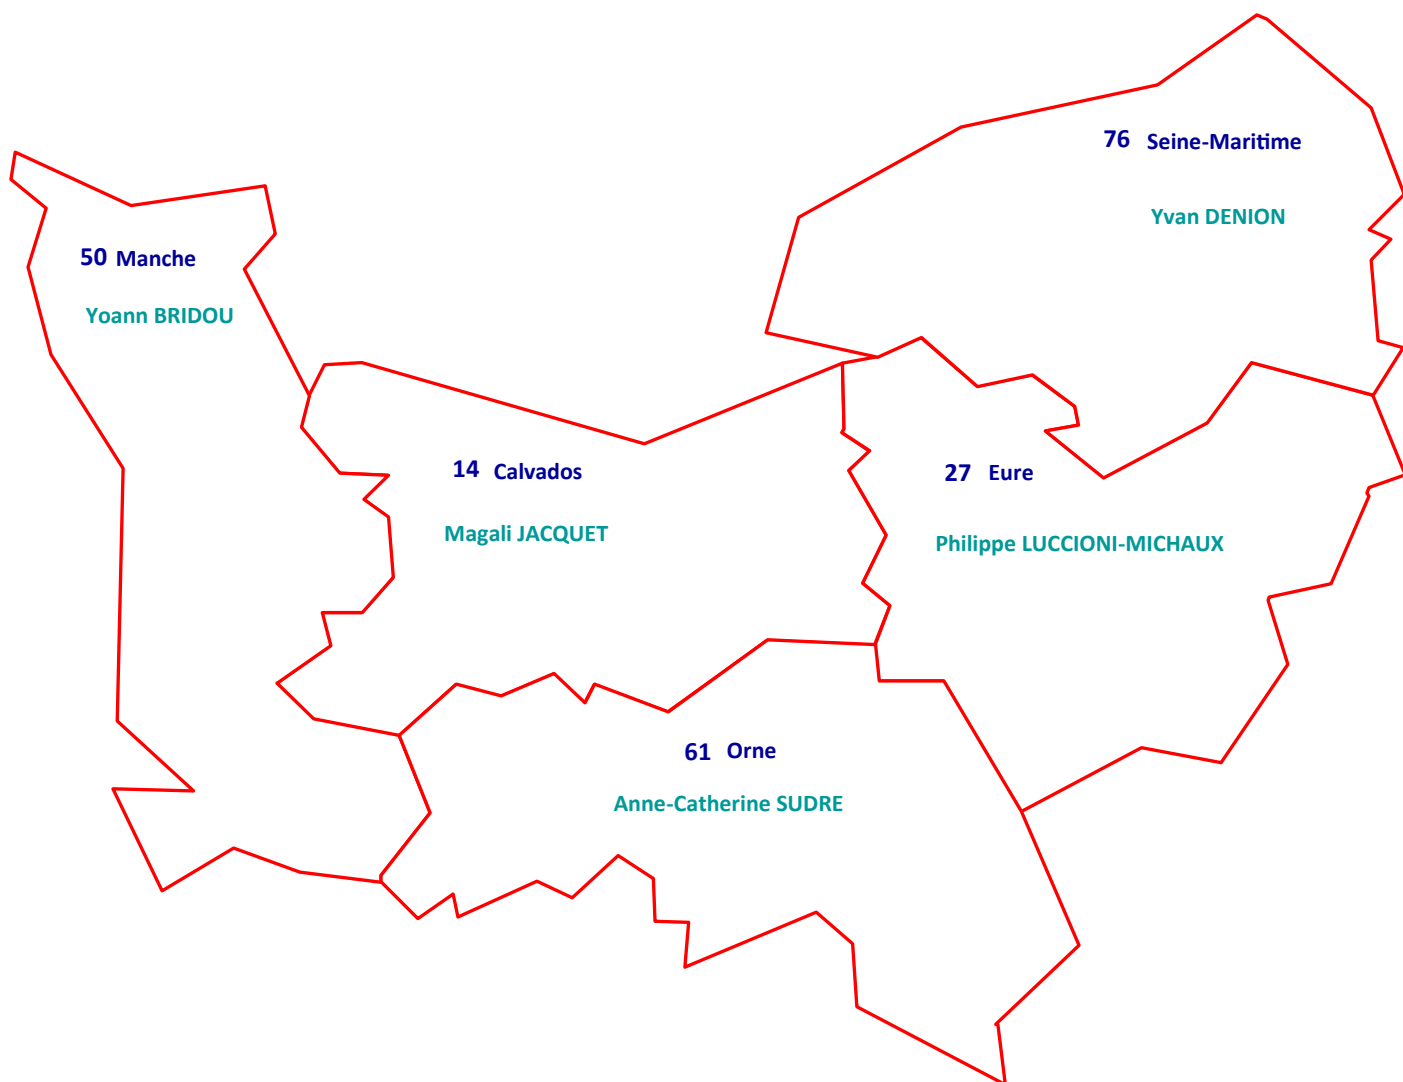 76 Seine-Maritime
Yvan DENION
50 Manche
Yoann BRIDOU
14 Calvados
Magali JACQUET
27 Eure
Philippe LUCCIONI-MICHAUX
61 Orne
Anne-Catherine SUDRE